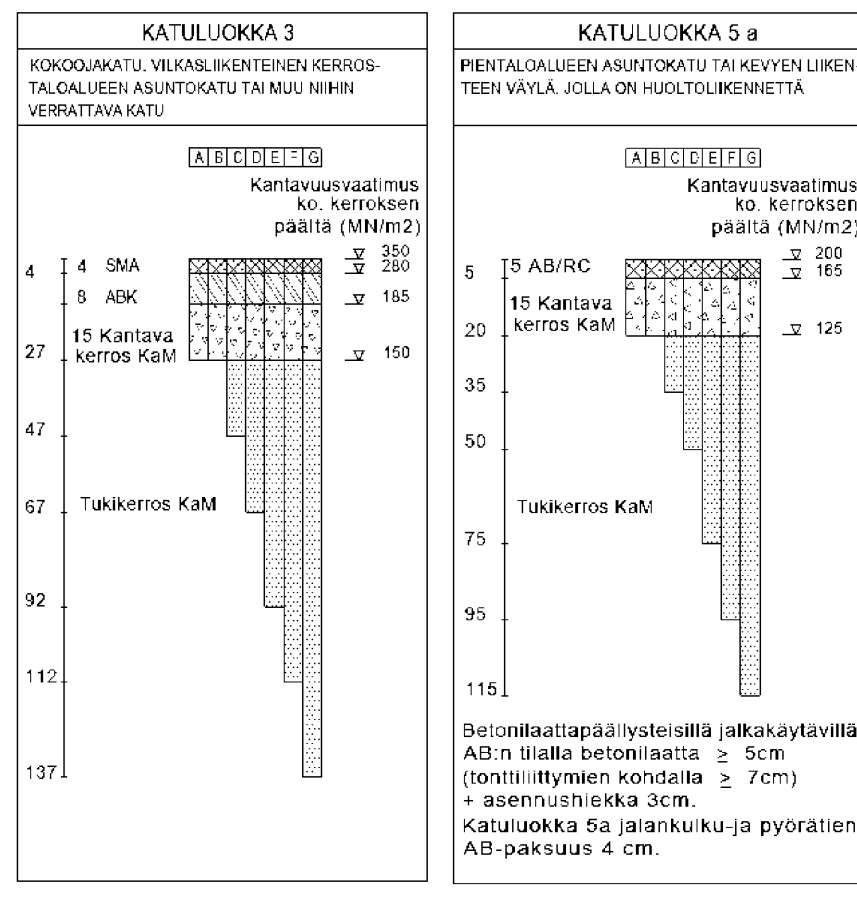 KATULUOKKA 3
KOKOOJAKATU. VILKASLIIKENTEINEN KERROS-
TALOALUEEN ASUNTOKATU TAI MUU NIIHIN
VERRATTAVA KATU
A B C D E F G
Kantavuusvaatimus
ko. kerroksen
päältä (MN/m2)
350
4 4 SMA 280
8 ABK 185
15 Kantava
27 kerros KaM 150
47
67 Tukikerros KaM
92
112
137
KATULUOKKA 5 a
PIENTALOALUEEN ASUNTOKATU TAI KEVYEN LIIKEN-
TEEN VÄYLÄ. JOLLA ON HUOLTOLIIKENNETTÄ
A B C D E F G
Kantavuusvaatimus
ko. kerroksen
päältä (MN/m2)
200
5 5 AB/RC 165
15 Kantava
20 kerros KaM 125
35
50
Tukikerros KaM
75
95
115
Betonilaattapäällysteisillä jalkakäytävillä
AB:n tilalla betonilaatta ≥ 5cm
(tonttiliittymien kohdalla ≥ 7cm)
+ asennushiekka 3cm.
Katuluokka 5a jalankulku-ja pyörätien
AB-paksuus 4 cm.